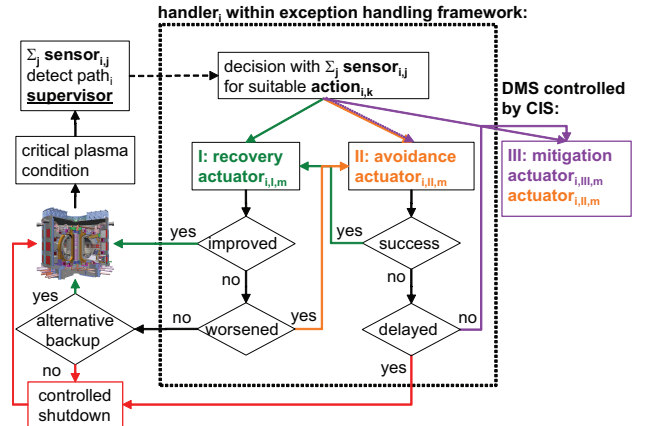 handler_i within exception handling framework:
Σ_j sensor_i,j
detect path_i
supervisor
decision with Σ_j sensor_i,j
for suitable action_i,k
DMS controlled
by CIS:
critical plasma
condition
I: recovery
actuator_i,I,m
II: avoidance
actuator_i,II,m
III: mitigation
actuator_i,III,m
actuator_i,II,m
yes
improved
yes
success
no
no
yes
alternative
backup
no
worsened
yes
delayed
no
no
yes
controlled
shutdown